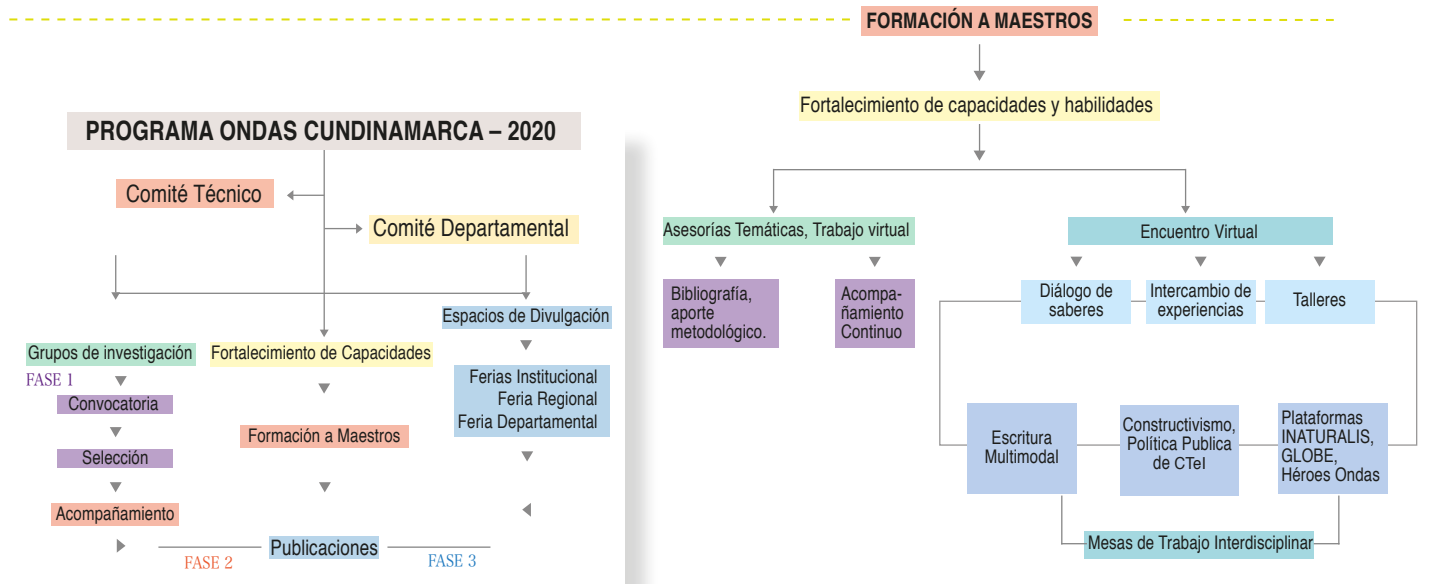 PROGRAMA ONDAS CUNDINAMARCA – 2020
Comité Técnico
Comité Departamental
Grupos de investigación
FASE 1
Convocatoria
Selección
Acompañamiento
Fortalecimiento de Capacidades
Formación a Maestros
Espacios de Divulgación
Ferias Institucional
Feria Regional
Feria Departamental
FASE 2
Publicaciones
FASE 3
FORMACIÓN A MAESTROS
Fortalecimiento de capacidades y habilidades
Asesorías Temáticas, Trabajo virtual
Bibliografía,
aporte
metodológico.
Acompa-
ñamiento
Continuo
Encuentro Virtual
Diálogo de
saberes
Intercambio de
experiencias
Talleres
Escritura
Multimodal
Constructivismo,
Política Publica
de CTeI
Plataformas
INATURALIS,
GLOBE,
Héroes Ondas
Mesas de Trabajo Interdisciplinar